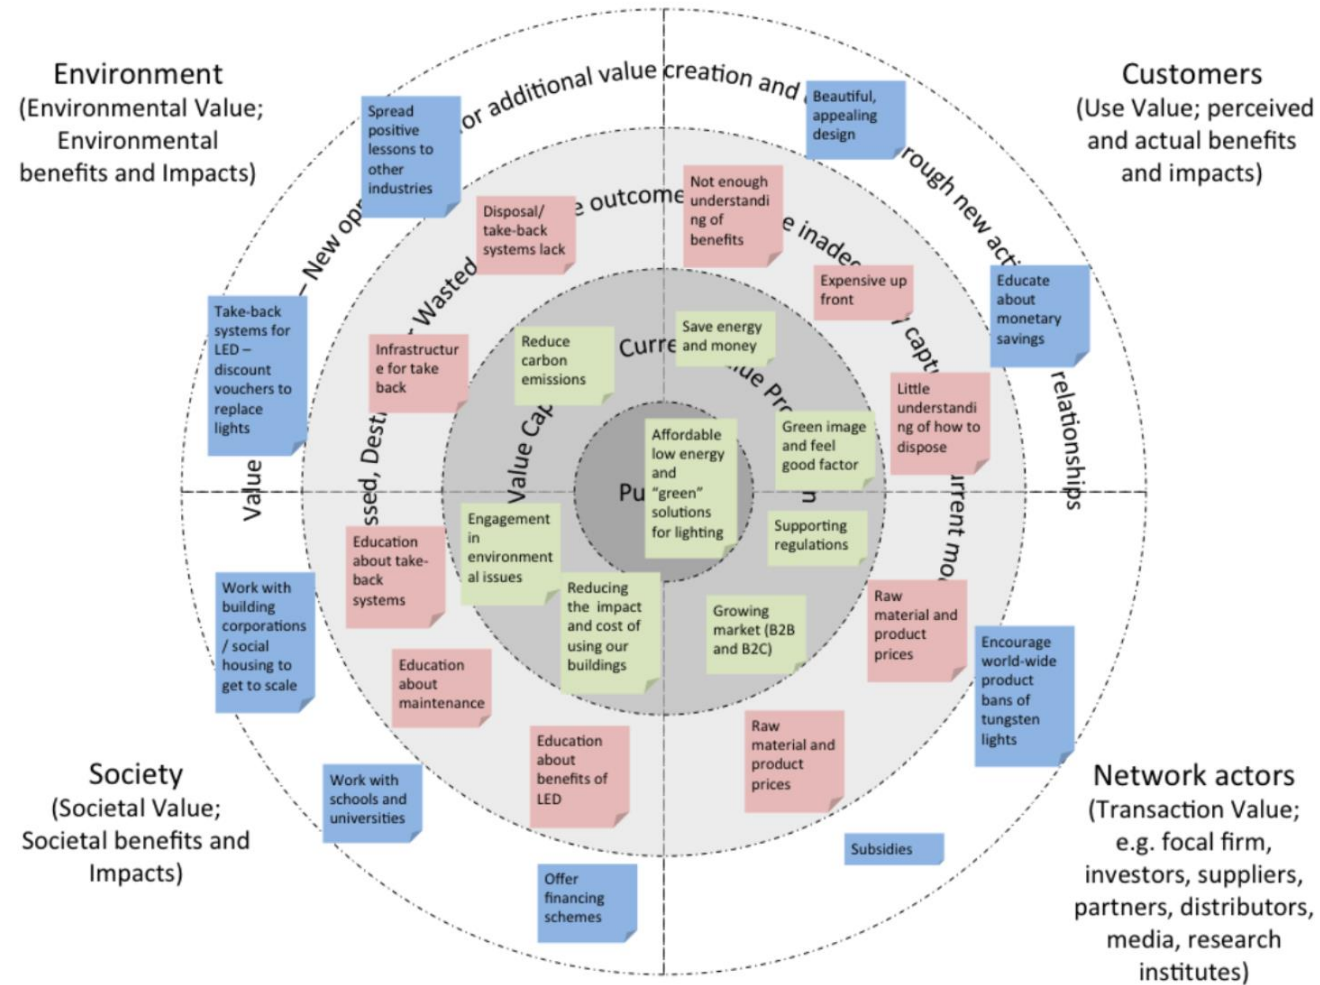 Environment
(Environmental Value;
Environmental
benefits and Impacts)
Customers
(Use Value; perceived
and actual benefits
and impacts)
Society
(Societal Value;
Societal benefits and
Impacts)
Network actors
(Transaction Value;
e.g. focal firm,
investors, suppliers,
partners, distributors,
media, research
institutes)
Value – New opp or additional value creation and rough new act relationships
ssed, Dest Wasted e outcome e inade capt urrent mo
Value Cap Curre lue Pro n
Pu
Spread
positive
lessons to
other
industries
Take-back
systems for
LED –
discount
vouchers to
replace
lights
Disposal/
take-back
systems lack
Infrastructur
e for take
back
Reduce
carbon
emissions
Beautiful,
appealing
design
Educate
about
monetary
savings
Not enough
understandi
ng of
benefits
Expensive up
front
Little
understandi
ng of how to
dispose
Save energy
and money
Green image
and feel
good factor
Affordable
low energy
and
“green”
solutions
for lighting
Engagement
in
environment
al issues
Reducing
the impact
and cost of
using our
buildings
Education
about take-
back
systems
Education
about
maintenance
Education
about
benefits of
LED
Work with
building
corporations
/ social
housing to
get to scale
Work with
schools and
universities
Offer
financing
schemes
Supporting
regulations
Growing
market (B2B
and B2C)
Raw
material and
product
prices
Raw
material and
product
prices
Encourage
world-wide
product
bans of
tungsten
lights
Subsidies